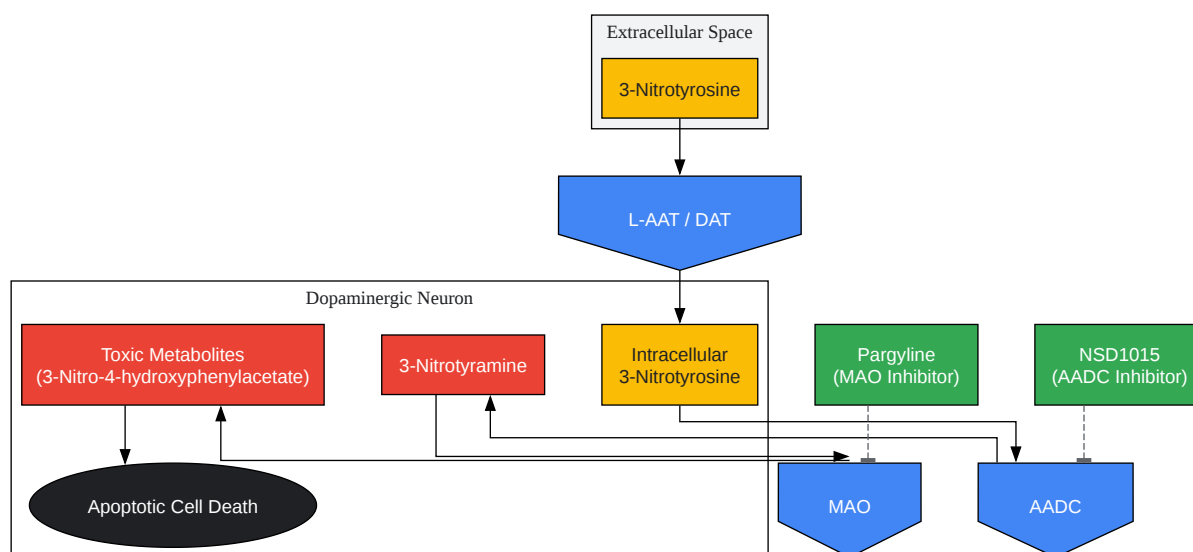 Extracellular Space
3-Nitrotyrosine
L-AAT / DAT
Dopaminergic Neuron
Toxic Metabolites
(3-Nitro-4-hydroxyphenylacetate)
3-Nitrotyramine
Intracellular
3-Nitrotyrosine
Pargyline
(MAO Inhibitor)
NSD1015
(AADC Inhibitor)
Apoptotic Cell Death
MAO
AADC